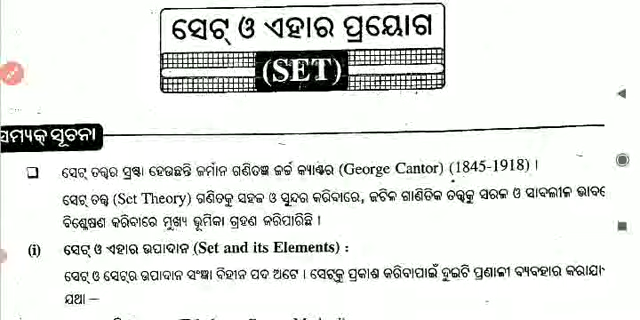 ସେଟ୍ ଓ ଏହାର ପ୍ରୟୋଗ
(SET)
ସମ୍ୟକ୍ ସୂଚନା
❑ ସେଟ୍ ତତ୍ତ୍ୱର ସ୍ରଷ୍ଟା ହେଉଛନ୍ତି ଜର୍ମାନ ଗଣିତଜ୍ଞ ଜର୍ଜ କ୍ୟାଣ୍ଟର (George Cantor) (1845-1918) ।
ସେଟ୍ ତତ୍ତ୍ୱ (Set Theory) ଗଣିତକୁ ସହଜ ଓ ସୁନ୍ଦର କରିବାରେ, ଜଟିଳ ଗାଣିତିକ ତତ୍ତ୍ୱକୁ ସରଳ ଓ ସାବଲୀଳ ଭାବରେ
ବିଶ୍ଳେଷଣ କରିବାରେ ମୁଖ୍ୟ ଭୂମିକା ଗ୍ରହଣ କରିପାରିଛି ।
(i) ସେଟ୍ ଓ ଏହାର ଉପାଦାନ (Set and its Elements) :
ସେଟ୍ ଓ ସେଟ୍‌ର ଉପାଦାନ ସଂଜ୍ଞା ବିହୀନ ପଦ ଅଟେ । ସେଟ୍‌କୁ ପ୍ରକାଶ କରିବାପାଇଁ ଦୁଇଟି ପ୍ରଣାଳୀ ବ୍ୟବହାର କରାଯା
ଯଥା –